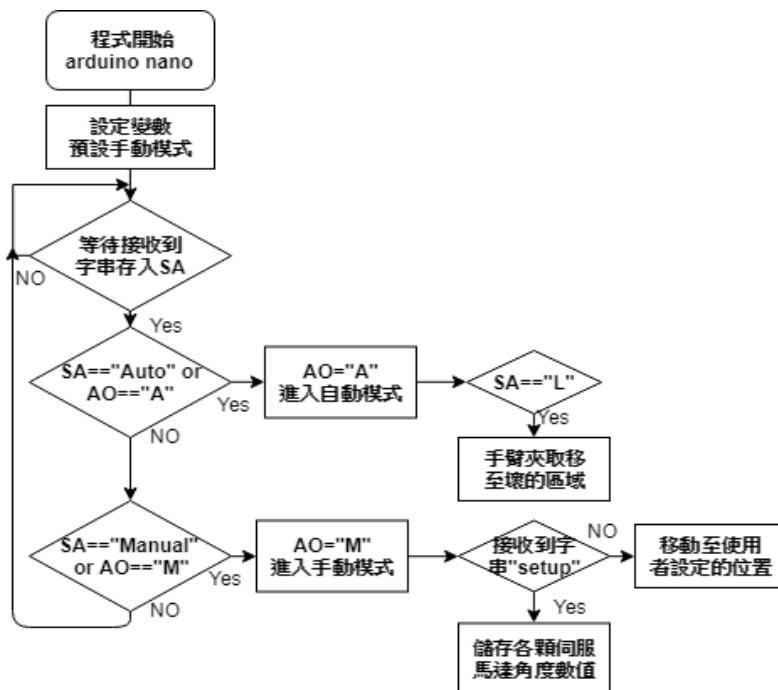 程式開始
arduino nano
設定變數
預設手動模式
等待接收到
字串存入SA
NO
Yes
SA=="Auto" or
AO=="A"
Yes
NO
AO="A"
進入自動模式
SA=="L"
Yes
手臂夾取移
至壞的區域
SA=="Manual"
or AO=="M"
Yes
NO
AO="M"
進入手動模式
接收到字
串"setup"
NO
Yes
移動至使用
者設定的位置
儲存各顆伺服
馬達角度數值